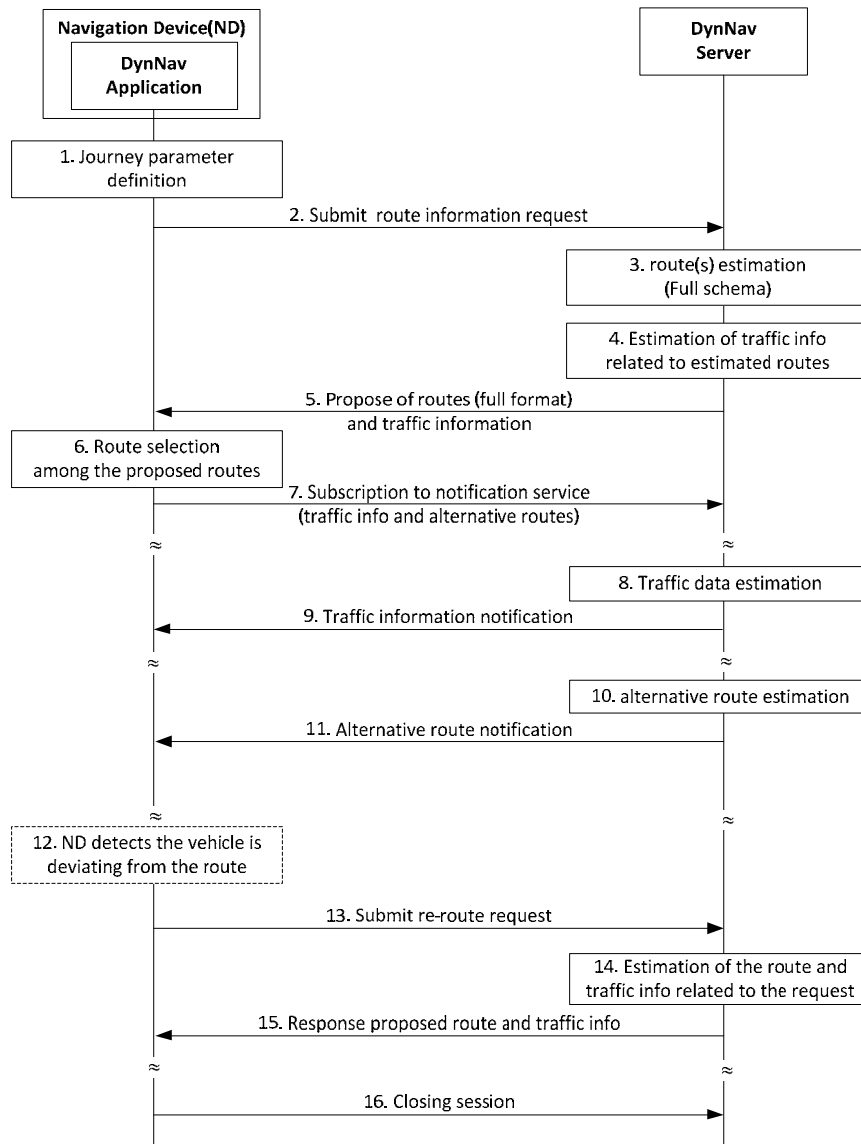 Navigation Device(ND)
DynNav
Application
DynNav
Server
1. Journey parameter
definition
2. Submit route information request
3. route(s) estimation
(Full schema)
4. Estimation of traffic info
related to estimated routes
5. Propose of routes (full format)
and traffic information
6. Route selection
among the proposed routes
7. Subscription to notification service
(traffic info and alternative routes)
≈ ≈
8. Traffic data estimation
9. Traffic information notification
≈ ≈
10. alternative route estimation
11. Alternative route notification
≈ ≈
12. ND detects the vehicle is
deviating from the route
13. Submit re-route request
14. Estimation of the route and
traffic info related to the request
15. Response proposed route and traffic info
≈ ≈
16. Closing session